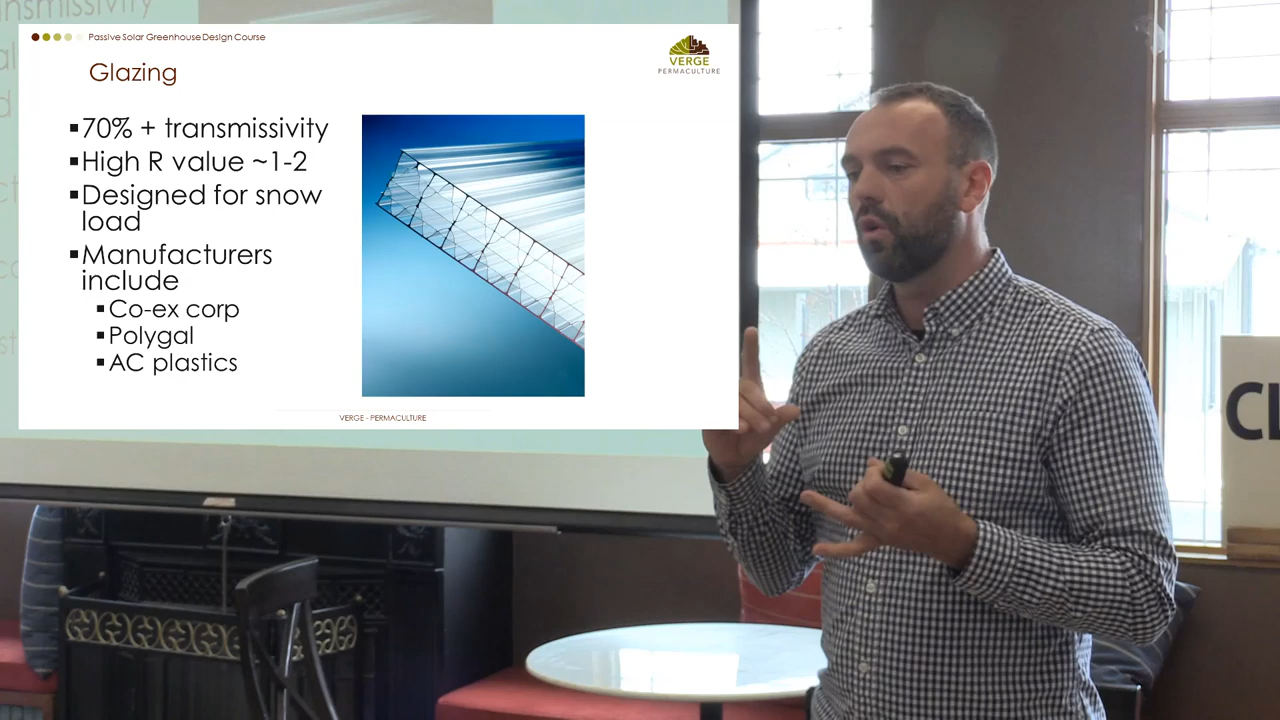 Passive Solar Greenhouse Design Course
VERGE
PERMACULTURE
Glazing
▪70% + transmissivity
▪High R value ~1-2
▪Designed for snow
load
▪Manufacturers
include
▪Co-ex corp
▪Polygal
▪AC plastics
VERGE - PERMACULTURE